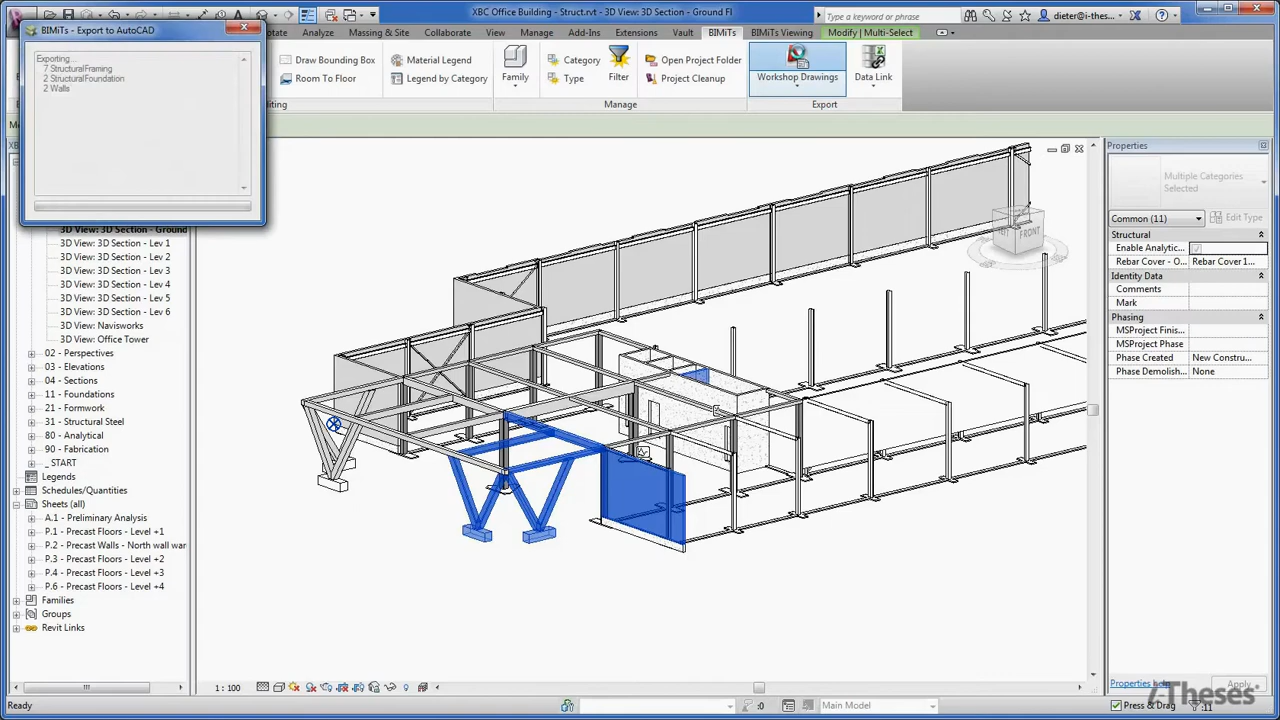 XBC Office Building - Struct.rvt - 3D View: 3D Section - Ground Fl
Type a keyword or phrase
BIMiTs - Export to AutoCAD
Exporting...
7 StructuralFraming
2 StructuralFoundation
2 Walls
Analyze
Massing & Site
Collaborate
View
Manage
Add-Ins
Extensions
Vault
BIMiTs
BIMiTs Viewing
Modify | Multi-Select
Draw Bounding Box
Room To Floor
Material Legend
Legend by Category
Family
Category
Type
Filter
Open Project Folder
Project Cleanup
Workshop Drawings
Data Link
Manage
Export
3D View: 3D Section - Ground
3D View: 3D Section - Lev 1
3D View: 3D Section - Lev 2
3D View: 3D Section - Lev 3
3D View: 3D Section - Lev 4
3D View: 3D Section - Lev 5
3D View: 3D Section - Lev 6
3D View: Navisworks
3D View: Office Tower
02 - Perspectives
03 - Elevations
04 - Sections
11 - Foundations
21 - Formwork
31 - Structural Steel
80 - Analytical
90 - Fabrication
_ START
Legends
Schedules/Quantities
Sheets (all)
A.1 - Preliminary Analysis
P.1 - Precast Floors - Level +1
P.2 - Precast Walls - North wall war
P.3 - Precast Floors - Level +2
P.4 - Precast Floors - Level +3
P.6 - Precast Floors - Level +4
Families
Groups
Revit Links
FRONT
Properties
Multiple Categories
Selected
Common (11)
Edit Type
Structural
Enable Analytic...
Rebar Cover - O... Rebar Cover 1...
Identity Data
Comments
Mark
Phasing
MSProject Finis...
MSProject Phase
Phase Created New Constru...
Phase Demolish... None
Properties help
Apply
iTheses
1 : 100
Ready
:0
Main Model
Press & Drag
:11